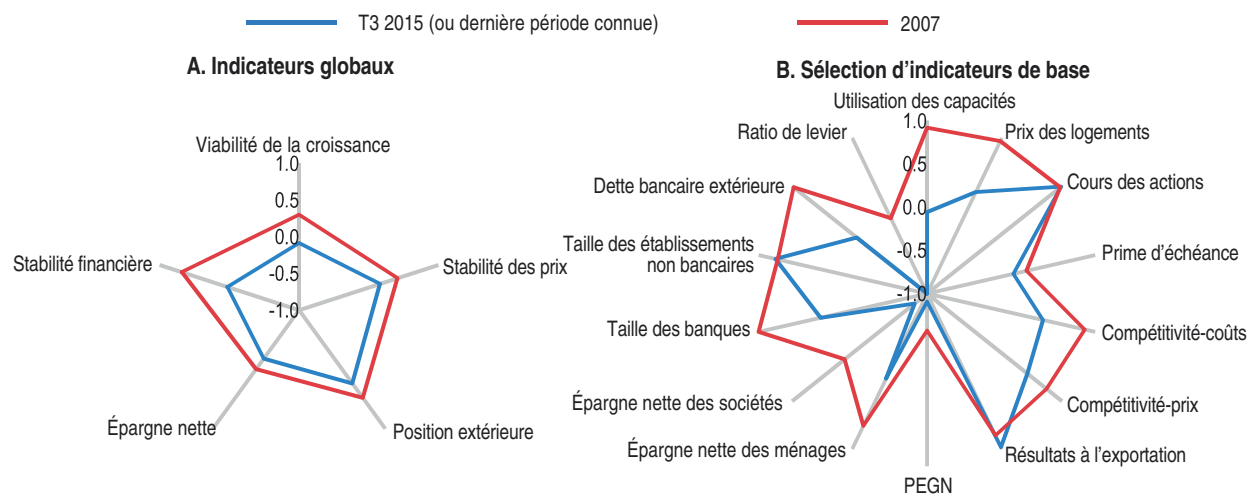 T3 2015 (ou dernière période connue)
2007
A. Indicateurs globaux
Viabilité de la croissance
1.0
0.5
0.0
-0.5
-1.0
Stabilité des prix
Position extérieure
Épargne nette
Stabilité financière
B. Sélection d'indicateurs de base
Utilisation des capacités
1.0
0.5
0.0
-0.5
-1.0
Prix des logements
Cours des actions
Prime d'échéance
Compétitivité-coûts
Compétitivité-prix
Résultats à l'exportation
PEGN
Épargne nette des ménages
Épargne nette des sociétés
Taille des banques
Taille des établissements
non bancaires
Dette bancaire extérieure
Ratio de levier